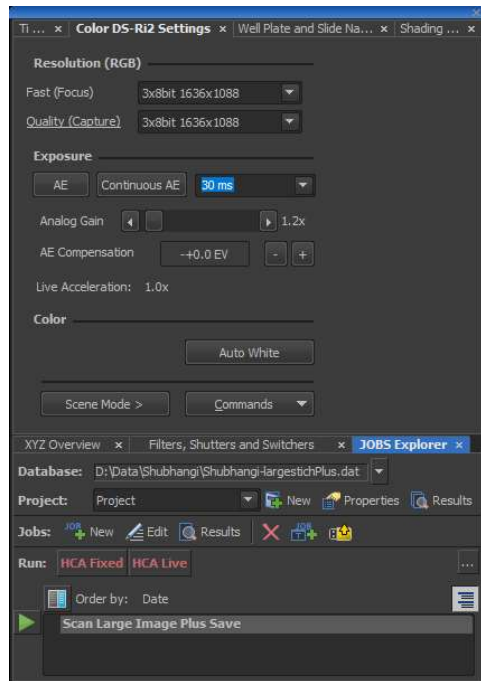 Ti ... x Color DS-Ri2 Settings x Well Plate and Slide Na... x Shading ... x
Resolution (RGB)
Fast (Focus) 3x8bit 1636x1088
Quality (Capture) 3x8bit 1636x1088
Exposure
AE Continuous AE 30 ms
Analog Gain 1.2x
AE Compensation -+0.0 EV - +
Live Acceleration: 1.0x
Color
Auto White
Scene Mode > Commands
XYZ Overview x Filters, Shutters and Switchers x JOBS Explorer x
Database: D:\Data\Shubhangi\Shubhangi-largestichPlus.dat
Project: Project New Properties Results
Jobs: JOB New Edit Results JOB
Run: HCA Fixed HCA Live ...
Order by: Date
Scan Large Image Plus Save